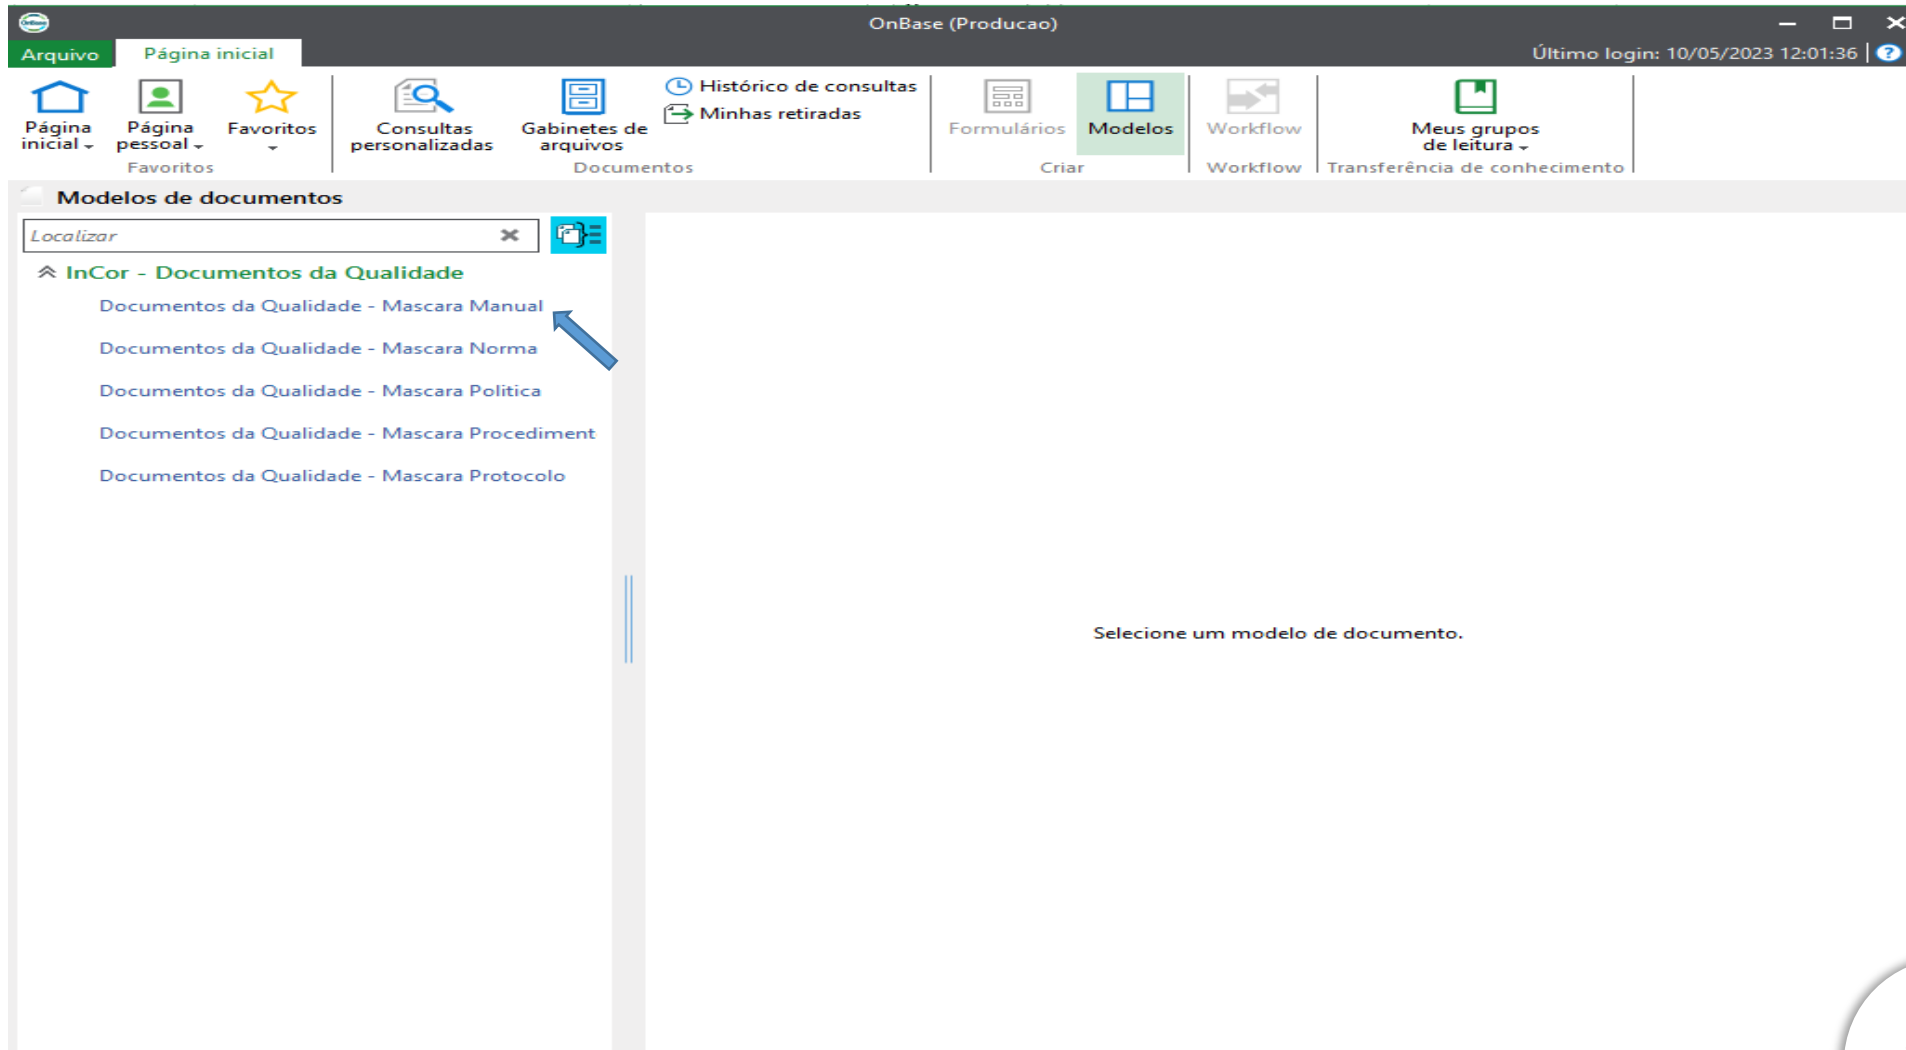 OnBase (Producao)
Arquivo
Página inicial
Último login: 10/05/2023 12:01:36
Página
inicial
Página
pessoal
Favoritos
Favoritos
Consultas
personalizadas
Gabinetes de
arquivos
Histórico de consultas
Minhas retiradas
Documentos
Formulários
Modelos
Criar
Workflow
Workflow
Meus grupos
de leitura
Transferência de conhecimento
Modelos de documentos
Localizar
InCor - Documentos da Qualidade
Documentos da Qualidade - Mascara Manual
Documentos da Qualidade - Mascara Norma
Documentos da Qualidade - Mascara Politica
Documentos da Qualidade - Mascara Procediment
Documentos da Qualidade - Mascara Protocolo
Selecione um modelo de documento.